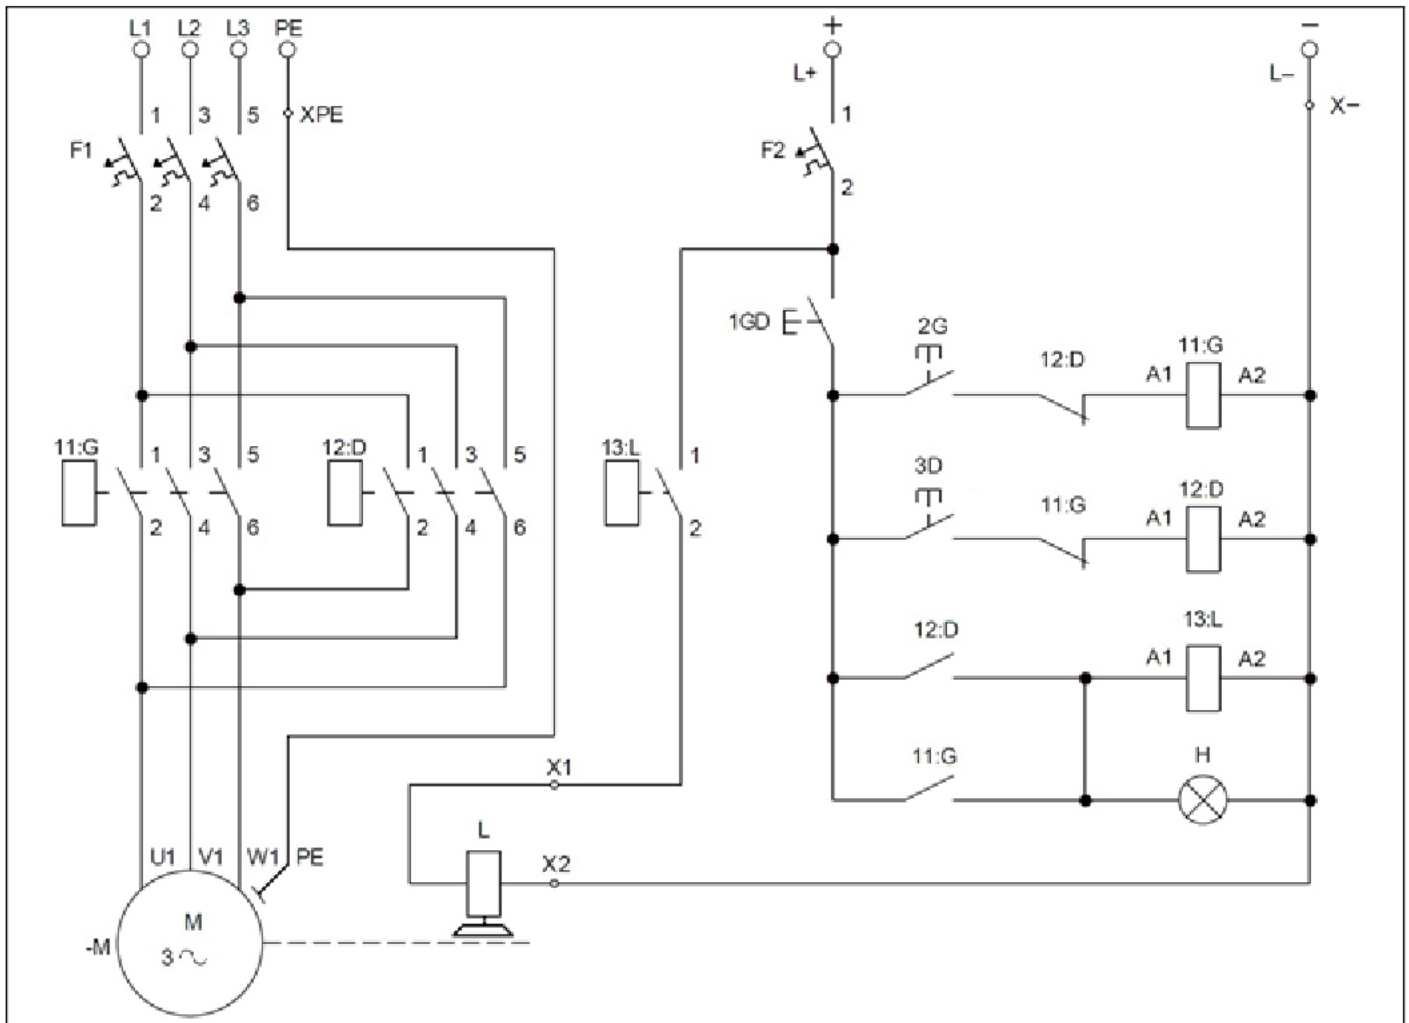 L1 L2 L3 PE + −
L+ L−
1 3 5 XPE 1 X−
F1 F2
2 4 6 2
1GD 2G
12:D 11:G
A1 A2
11:G 1 3 5 12:D 1 3 5 13:L 1
3D 12:D
11:G A1 A2
2 4 6 2 4 6 2
12:D 13:L
A1 A2
11:G H
X1
L
U1 V1 W1 PE X2
M
-M
3~